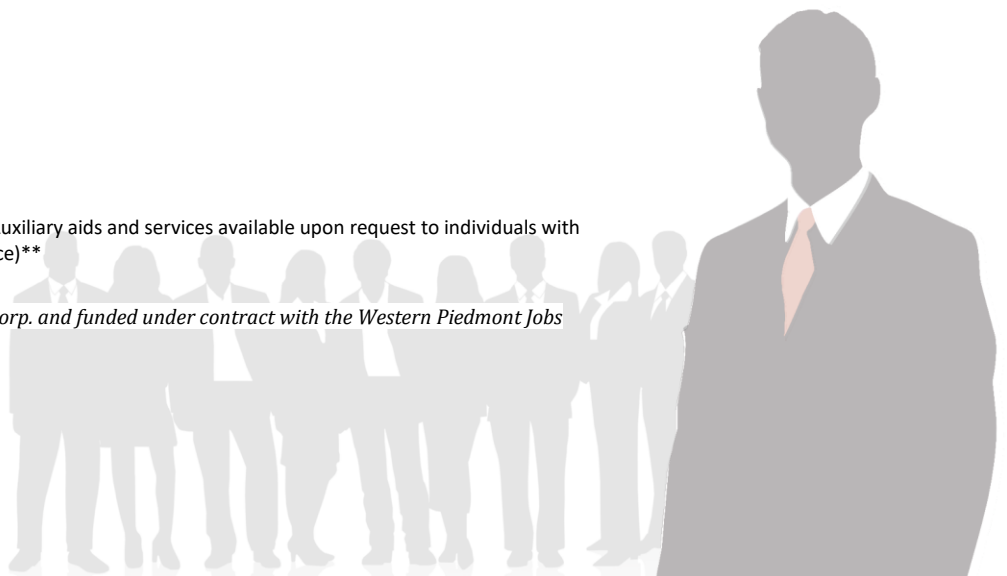 uxiliary aids and services available upon request to individuals with
ce)**
orp. and funded under contract with the Western Piedmont Jobs